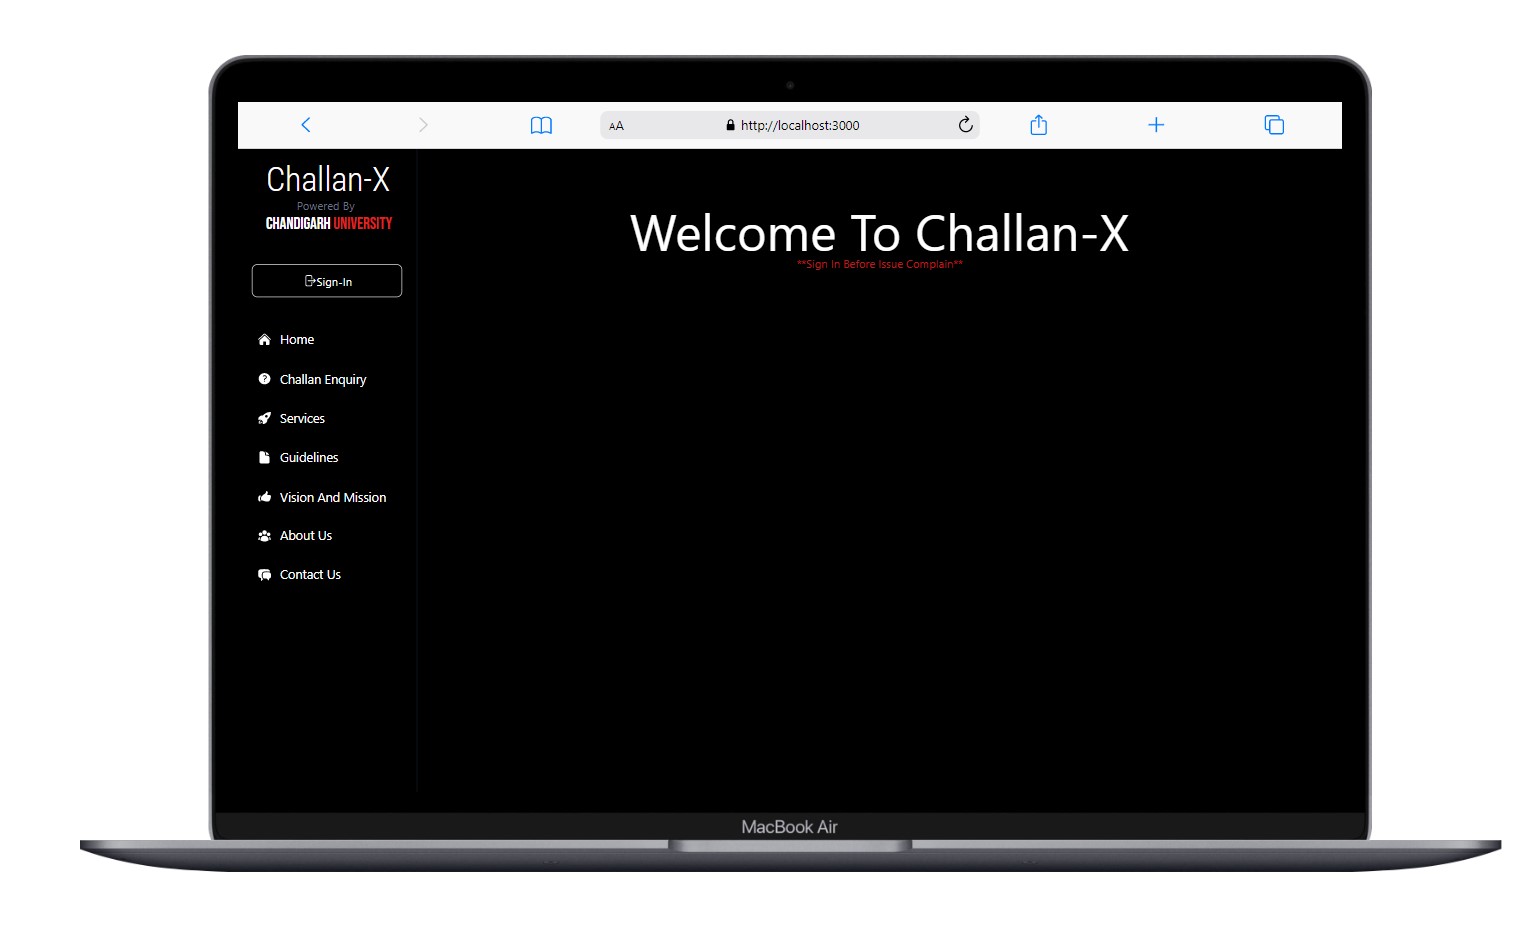 AA http://localhost:3000
Challan-X
Powered By
CHANDIGARH UNIVERSITY
Sign-In
Home
Challan Enquiry
Services
Guidelines
Vision And Mission
About Us
Contact Us
Welcome To Challan-X
**Sign In Before Issue Complain**
MacBook Air